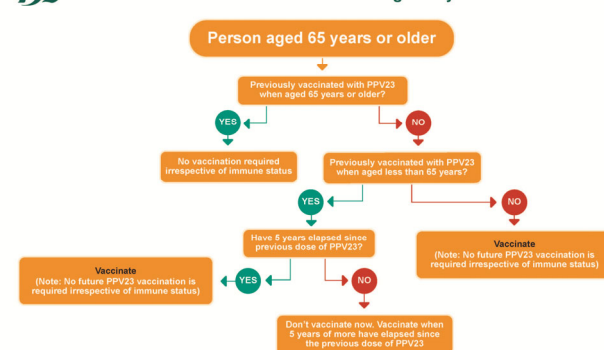 Person aged 65 years or older
Previously vaccinated with PPV23
when aged 65 years or older?
YES
NO
No vaccination required
irrespective of immune status
Previously vaccinated with PPV23
when aged less than 65 years?
YES
NO
Have 5 years elapsed since
previous dose of PPV23?
Vaccinate
(Note: No future PPV23 vaccination is
required irrespective of immune status)
Vaccinate
(Note: No future PPV23 vaccination is
required irrespective of immune status)
YES
NO
Don't vaccinate now. Vaccinate when
5 years of more have elapsed since
the previous dose of PPV23